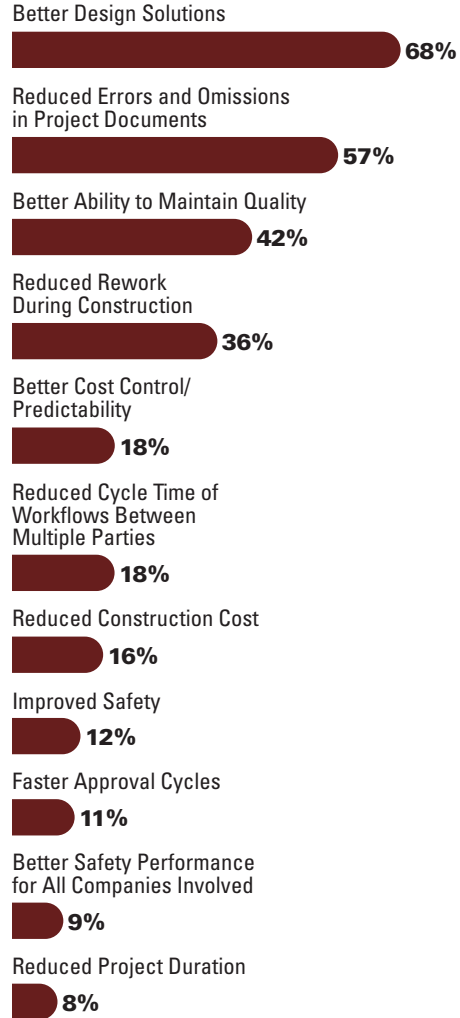 Better Design Solutions
68%
Reduced Errors and Omissions
in Project Documents
57%
Better Ability to Maintain Quality
42%
Reduced Rework
During Construction
36%
Better Cost Control/
Predictability
18%
Reduced Cycle Time of
Workflows Between
Multiple Parties
18%
Reduced Construction Cost
16%
Improved Safety
12%
Faster Approval Cycles
11%
Better Safety Performance
for All Companies Involved
9%
Reduced Project Duration
8%